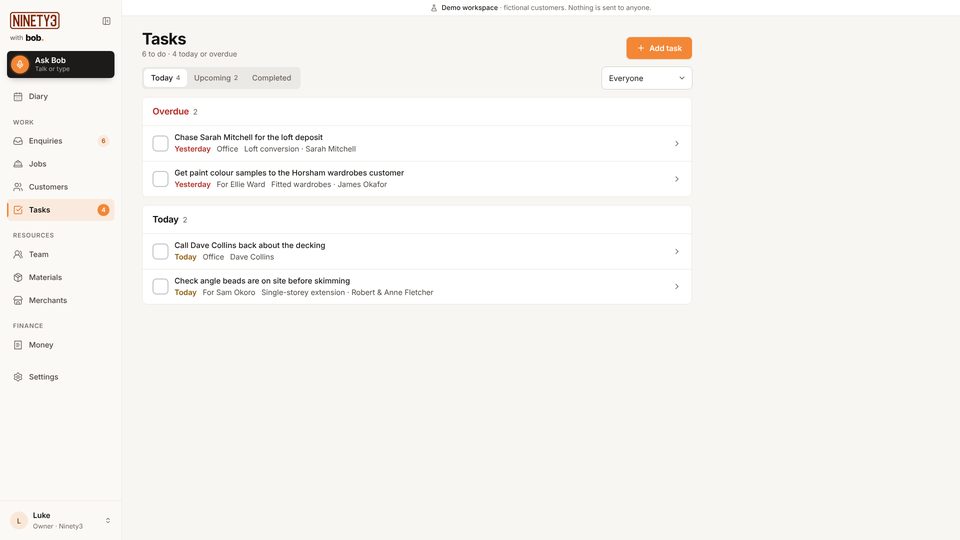 NINETY3
with bob.
Ask Bob
Talk or type
Diary
WORK
Enquiries 6
Jobs
Customers
Tasks 4
RESOURCES
Team
Materials
Merchants
FINANCE
Money
Settings
L
Luke
Owner · Ninety3
Demo workspace · fictional customers. Nothing is sent to anyone.
Tasks
6 to do · 4 today or overdue
+ Add task
Today 4 Upcoming 2 Completed
Everyone
Overdue 2
Chase Sarah Mitchell for the loft deposit
Yesterday Office Loft conversion · Sarah Mitchell
Get paint colour samples to the Horsham wardrobes customer
Yesterday For Ellie Ward Fitted wardrobes · James Okafor
Today 2
Call Dave Collins back about the decking
Today Office Dave Collins
Check angle beads are on site before skimming
Today For Sam Okoro Single-storey extension · Robert & Anne Fletcher